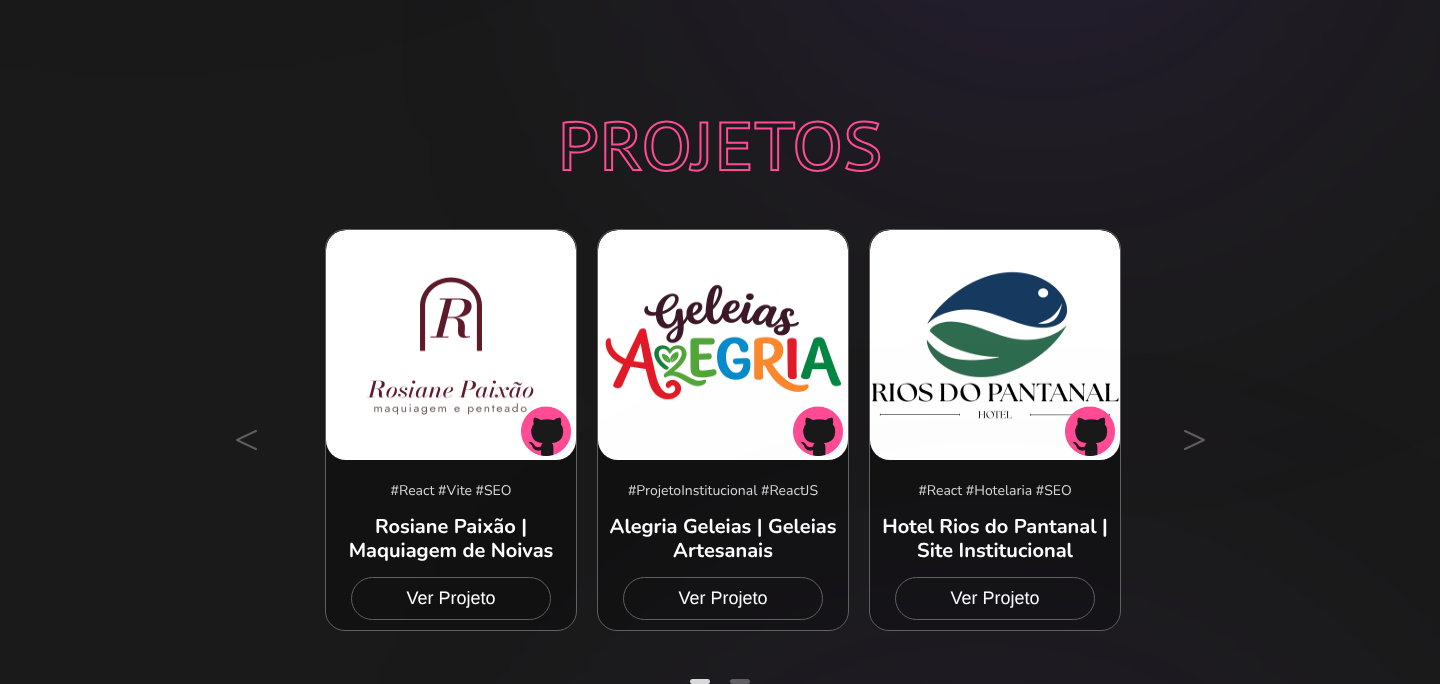 PROJETOS
R
Rosiane Paixão
maquiagem e penteado
#React #Vite #SEO
Rosiane Paixão |
Maquiagem de Noivas
Ver Projeto
Geleias
ALEGRIA
#ProjetoInstitucional #ReactJS
Alegria Geleias | Geleias
Artesanais
Ver Projeto
RIOS DO PANTANAL
HOTEL
#React #Hotelaria #SEO
Hotel Rios do Pantanal |
Site Institucional
Ver Projeto
<
>